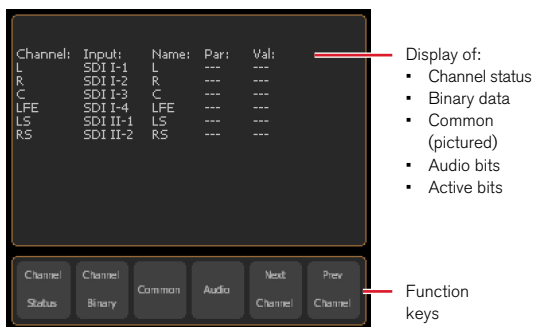 Channel: Input: Name: Par: Val:
L SDI I-1 L --- ---
R SDI I-2 R --- ---
C SDI I-3 C --- ---
LFE SDI I-4 LFE --- ---
LS SDI II-1 LS --- ---
RS SDI II-2 RS --- ---
Display of:
▪ Channel status
▪ Binary data
▪ Common
(pictured)
▪ Audio bits
▪ Active bits
Channel Status
Channel Binary
Common
Audio
Next Channel
Prev Channel
Function
keys